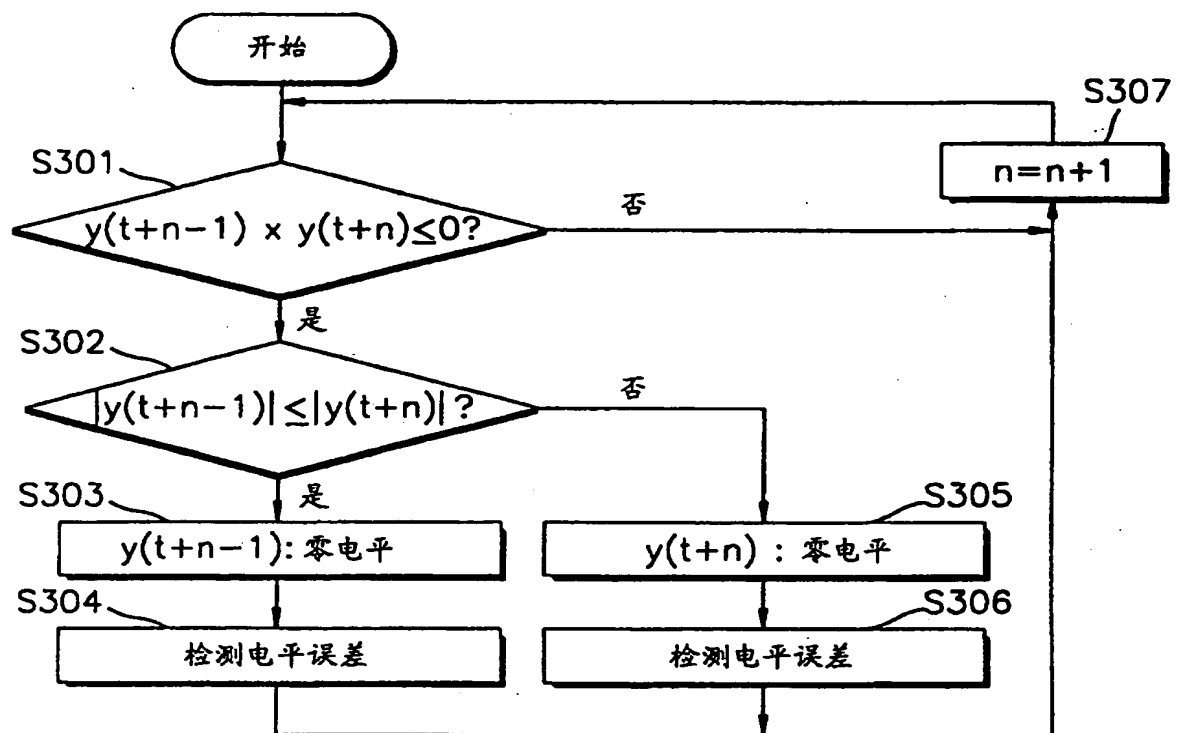 开始
S307
n=n+1
S301
y(t+n-1) x y(t+n)≤0?
否
是
S302
|y(t+n-1)|≤|y(t+n)|?
否
是
S303
y(t+n-1):零电平
S305
y(t+n) : 零电平
S304
检测电平误差
S306
检测电平误差